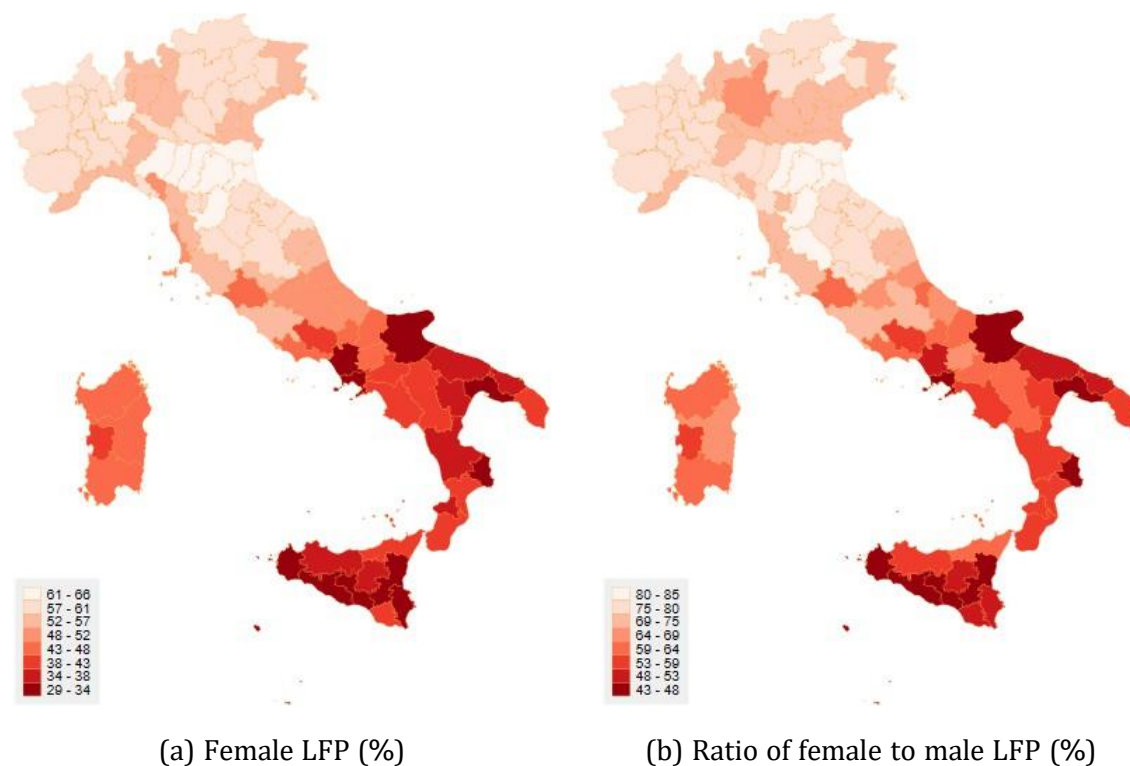 61 - 66
57 - 61
52 - 57
48 - 52
43 - 48
38 - 43
34 - 38
29 - 34
80 - 85
75 - 80
69 - 75
64 - 69
59 - 64
53 - 59
48 - 53
43 - 48
(a) Female LFP (%)
(b) Ratio of female to male LFP (%)